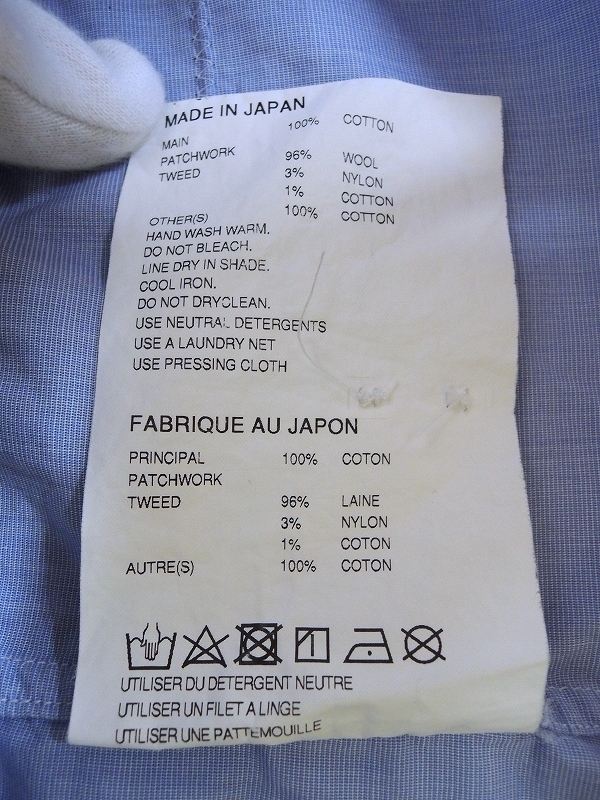 MADE IN JAPAN
MAIN 100% COTTON
PATCHWORK
TWEED 96% WOOL
3% NYLON
1% COTTON
OTHER(S) 100% COTTON
HAND WASH WARM.
DO NOT BLEACH.
LINE DRY IN SHADE.
COOL IRON.
DO NOT DRYCLEAN.
USE NEUTRAL DETERGENTS
USE A LAUNDRY NET
USE PRESSING CLOTH
FABRIQUE AU JAPON
PRINCIPAL 100% COTON
PATCHWORK
TWEED 96% LAINE
3% NYLON
1% COTON
AUTRE(S) 100% COTON
UTILISER DU DETERGENT NEUTRE
UTILISER UN FILET A LINGE
UTILISER UNE PATTEMOUILLE